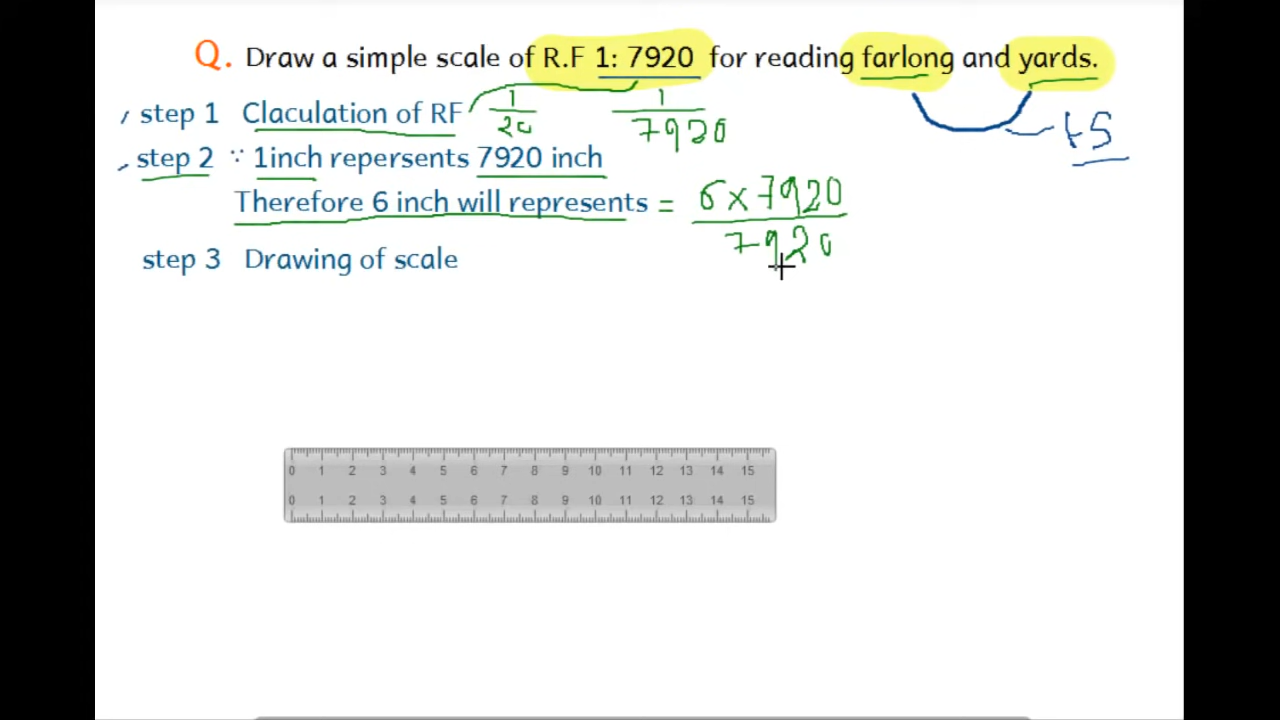 Q. Draw a simple scale of R.F 1: 7920 for reading farlong and yards.
step 1 Claculation of RF 1/20 1/7920
step 2 ∵ 1inch repersents 7920 inch
Therefore 6 inch will represents = 6 x 7920 / 7920
step 3 Drawing of scale
0 1 2 3 4 5 6 7 8 9 10 11 12 13 14 15
0 1 2 3 4 5 6 7 8 9 10 11 12 13 14 15